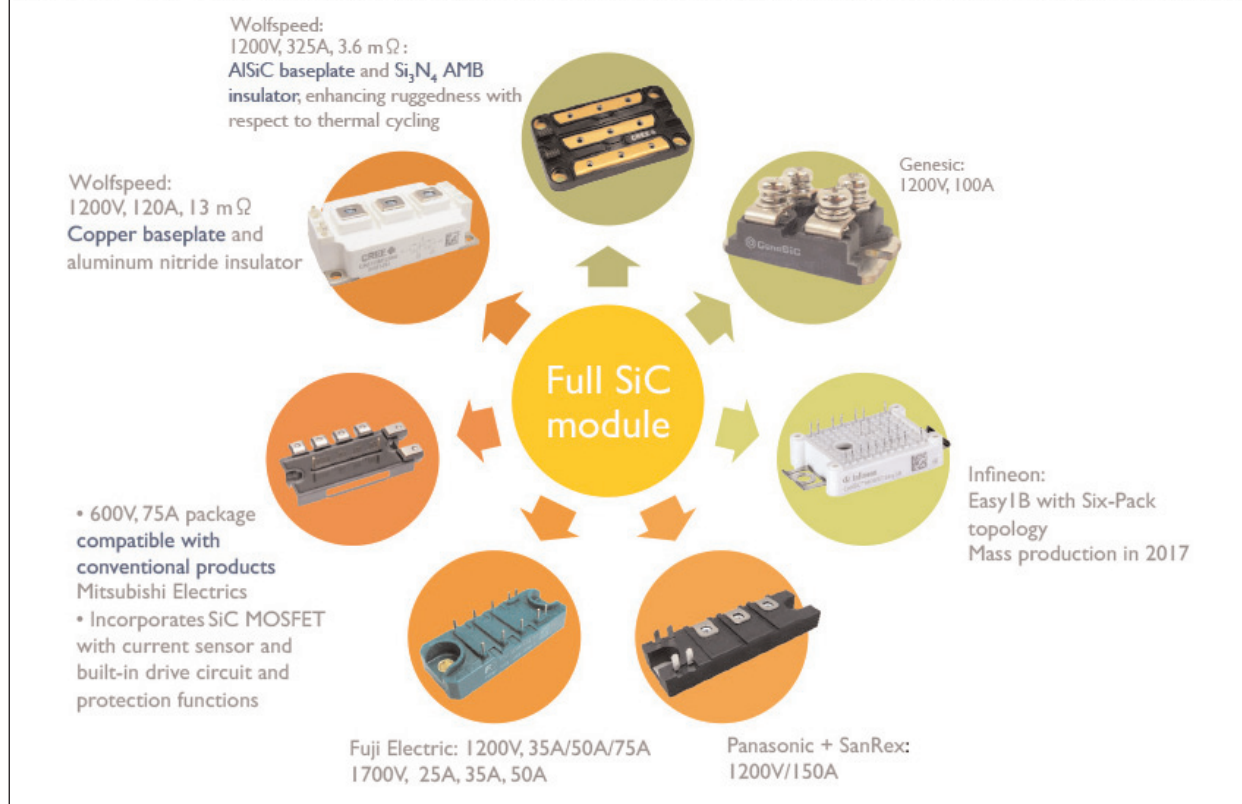 Wolfspeed:
1200V, 325A, 3.6 mΩ:
AlSiC baseplate and Si₃N₄ AMB
insulator, enhancing ruggedness with
respect to thermal cycling
CREE
Genesic:
1200V, 100A
GeneSiC
Wolfspeed:
1200V, 120A, 13 mΩ
Copper baseplate and
aluminum nitride insulator
CREE
Full SiC
module
Infineon
Infineon:
Easy1B with Six-Pack
topology
Mass production in 2017
• 600V, 75A package
compatible with
conventional products
Mitsubishi Electrics
• Incorporates SiC MOSFET
with current sensor and
built-in drive circuit and
protection functions
Fuji Electric: 1200V, 35A/50A/75A
1700V, 25A, 35A, 50A
Panasonic + SanRex:
1200V/150A